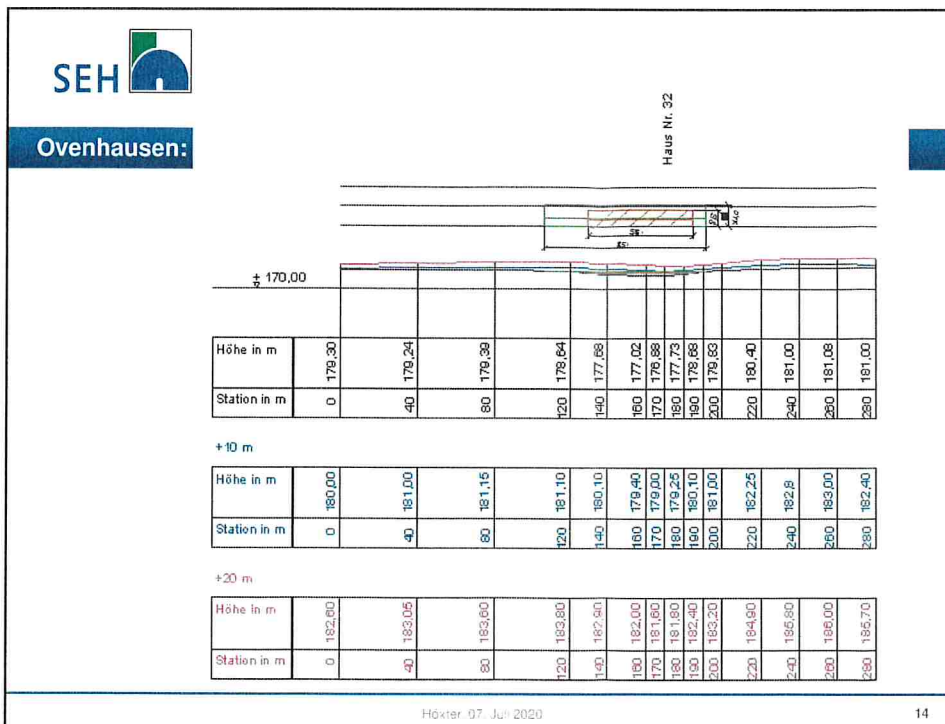 SEH
Ovenhausen:
Haus Nr. 32
± 170,00
Höhe in m 179,30 179,24 179,39 178,64 177,68 177,02 176,88 177,73 178,68 179,83 180,40 181,00 181,08 181,00
Station in m 0 40 80 120 140 160 170 180 190 200 220 240 260 280
+10 m
Höhe in m 180,00 181,00 181,15 181,10 180,10 179,40 179,00 179,25 180,10 181,00 182,25 182,8 183,00 182,40
Station in m 0 40 80 120 140 160 170 180 190 200 220 240 260 280
+20 m
Höhe in m 182,60 183,05 183,60 183,80 182,90 182,00 181,60 181,80 182,40 183,20 184,90 185,80 186,00 185,70
Station in m 0 40 80 120 140 160 170 180 190 200 220 240 260 280
Höxter, 07. Juli 2020
14